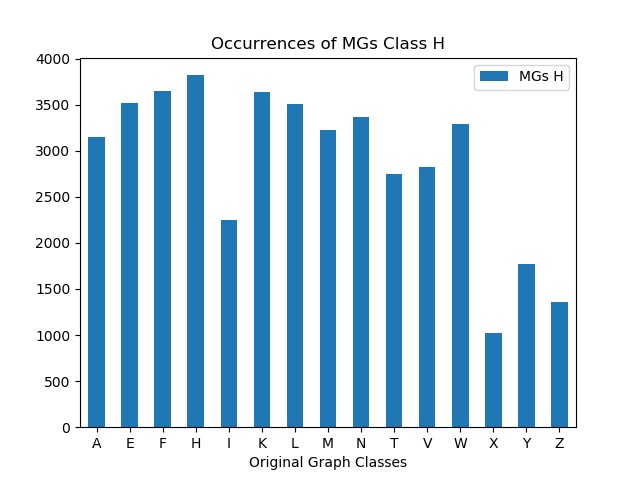 Occurrences of MGs Class H
MGs H
4000
3500
3000
2500
2000
1500
1000
500
0
A E F H I K L M N T V W X Y Z
Original Graph Classes